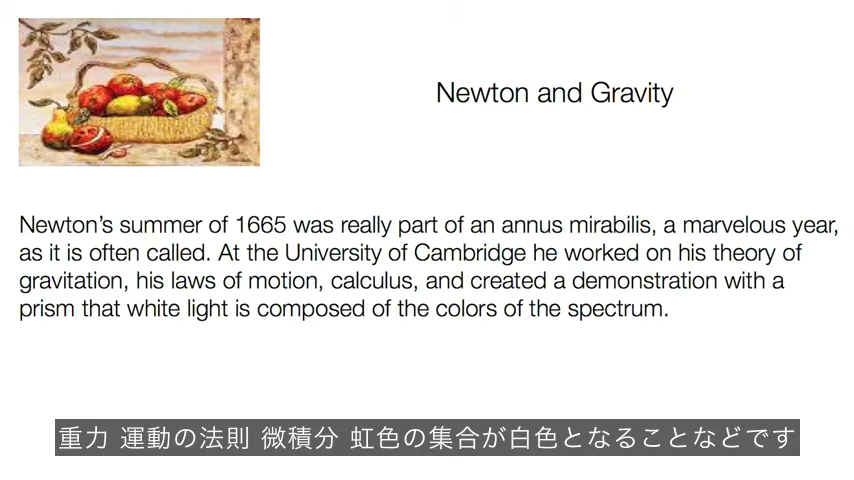 Newton and Gravity
Newton’s summer of 1665 was really part of an annus mirabilis, a marvelous year,
as it is often called. At the University of Cambridge he worked on his theory of
gravitation, his laws of motion, calculus, and created a demonstration with a
prism that white light is composed of the colors of the spectrum.
重力 運動の法則 微積分 虹色の集合が白色となることなどです